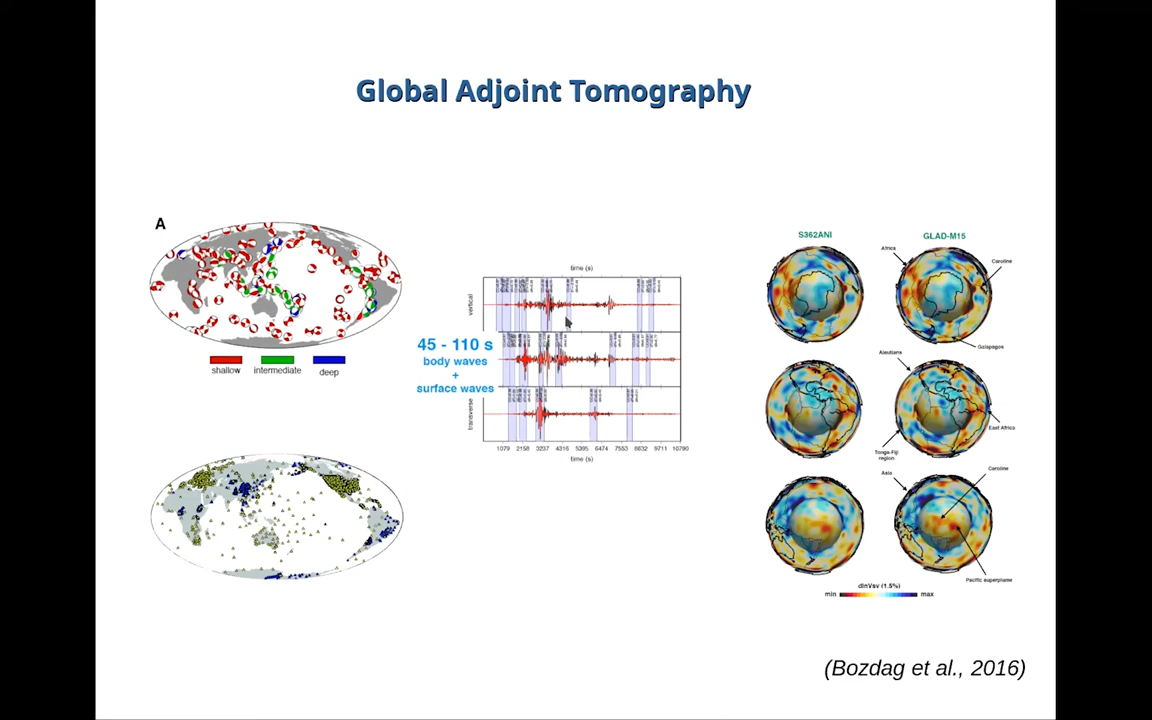 Global Adjoint Tomography
A
shallow
intermediate
deep
45 - 110 s
body waves
+
surface waves
time (s)
vertical
transverse
1079 2158 3237 4316 5395 6474 7553 8632 9711 10790
time (s)
S362ANI
GLAD-M15
Africa
Caroline
Galapagos
Aleutians
East Africa
Tonga-Fiji
region
Asia
Caroline
Pacific superplume
dlnVsv (1.5%)
min
max
(Bozdag et al., 2016)